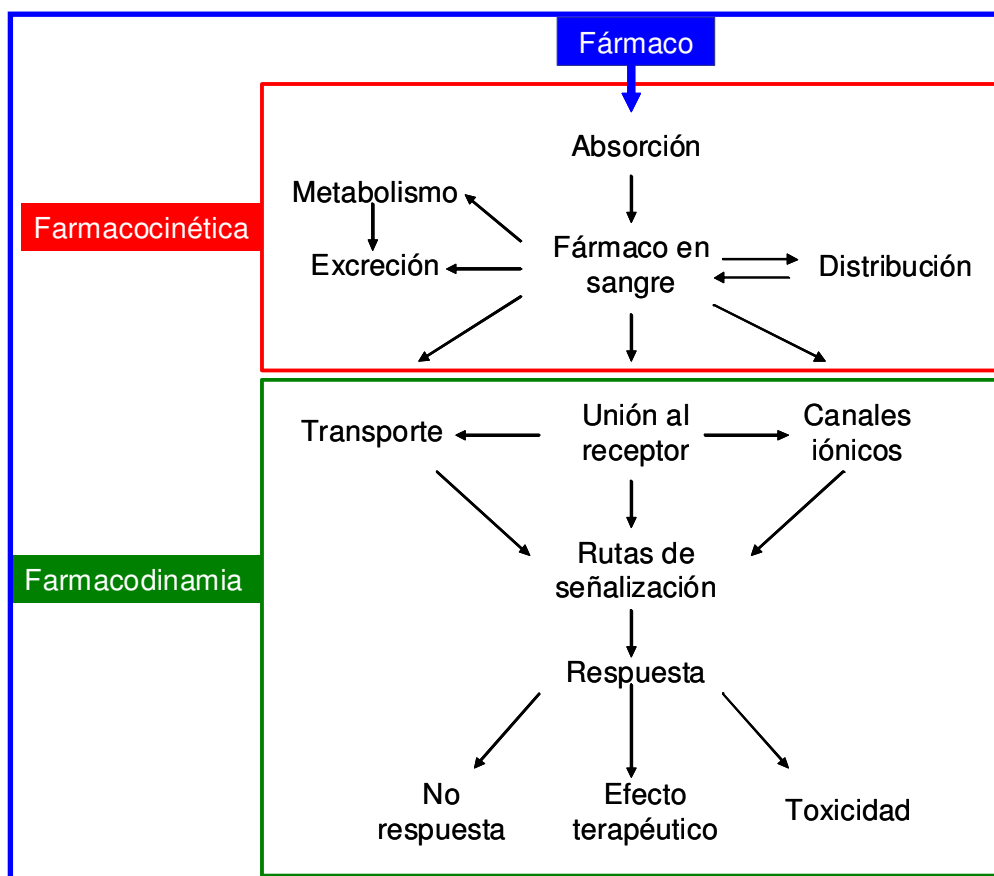 Fármaco
Absorción
Metabolismo
Farmacocinética
Excreción
Fármaco en
sangre
Distribución
Transporte
Unión al
receptor
Canales
iónicos
Farmacodinamia
Rutas de
señalización
Respuesta
No
respuesta
Efecto
terapéutico
Toxicidad